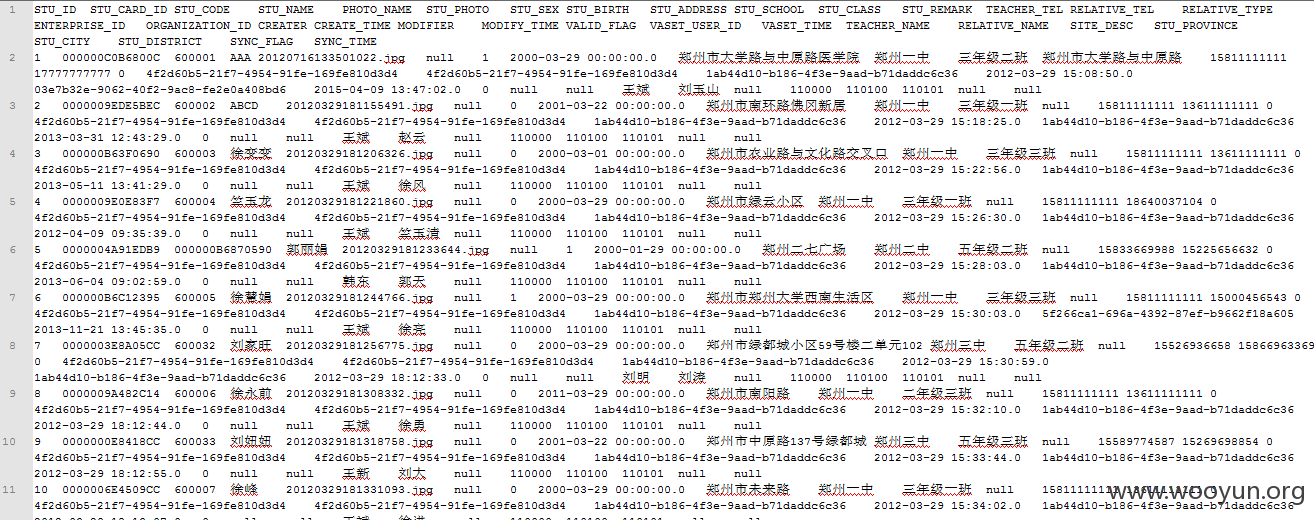 1 STU_ID STU_CARD_ID STU_CODE STU_NAME PHOTO_NAME STU_PHOTO STU_SEX STU_BIRTH STU_ADDRESS STU_SCHOOL STU_CLASS STU_REMARK TEACHER_TEL RELATIVE_TEL RELATIVE_TYPE
ENTERPRISE_ID ORGANIZATION_ID CREATER CREATE_TIME MODIFIER MODIFY_TIME VALID_FLAG VASET_USER_ID VASET_TIME TEACHER_NAME RELATIVE_NAME SITE_DESC STU_PROVINCE
STU_CITY STU_DISTRICT SYNC_FLAG SYNC_TIME
2 1 000000C0B6800C 600001 AAA 20120716133501022.jpg null 1 2000-03-29 00:00:00.0 郑州市大学路与中原路医学院 郑州一中 三年级二班 郑州市大学路与中原路 15811111111
17777777777 0 4f2d60b5-21f7-4954-91fe-169fe810d3d4 4f2d60b5-21f7-4954-91fe-169fe810d3d4 1ab44d10-b186-4f3e-9aad-b71daddc6c36 2012-03-29 15:08:50.0
03e7b32e-9062-40f2-9ac8-fe2e0a408bd6 2015-04-09 13:47:02.0 0 null null 王斌 刘玉山 null 110000 110100 110101 null null
3 2 0000009EDE5BEC 600002 ABCD 20120329181155491.jpg null 0 2001-03-22 00:00:00.0 郑州市南环路佛冈新居 郑州一中 三年级一班 null 15811111111 13611111111 0
4f2d60b5-21f7-4954-91fe-169fe810d3d4 4f2d60b5-21f7-4954-91fe-169fe810d3d4 1ab44d10-b186-4f3e-9aad-b71daddc6c36 2012-03-29 15:18:25.0 1ab44d10-b186-4f3e-9aad-b71daddc6c36
2013-03-31 12:43:29.0 0 null null 王斌 赵云 null 110000 110100 110101 null null
4 3 000000B63F0690 600003 徐变变 20120329181206326.jpg null 0 2000-03-01 00:00:00.0 郑州市农业路与文化路交叉口 郑州一中 三年级三班 null 15811111111 13611111111 0
4f2d60b5-21f7-4954-91fe-169fe810d3d4 4f2d60b5-21f7-4954-91fe-169fe810d3d4 1ab44d10-b186-4f3e-9aad-b71daddc6c36 2012-03-29 15:22:56.0 1ab44d10-b186-4f3e-9aad-b71daddc6c36
2013-05-11 13:41:29.0 0 null null 王斌 徐风 null 110000 110100 110101 null null
5 4 0000009E0E83F7 600004 笑玉龙 20120329181221860.jpg null 0 2000-03-29 00:00:00.0 郑州市绿云小区 郑州一中 三年级一班 null 15811111111 18640037104 0
4f2d60b5-21f7-4954-91fe-169fe810d3d4 4f2d60b5-21f7-4954-91fe-169fe810d3d4 1ab44d10-b186-4f3e-9aad-b71daddc6c36 2012-03-29 15:26:30.0 1ab44d10-b186-4f3e-9aad-b71daddc6c36
2012-04-09 09:35:39.0 0 null null 王斌 笑玉清 null 110000 110100 110101 null null
6 5 0000004A91EDB9 000000B6870590 郭丽娟 20120329181233644.jpg null 1 2000-01-29 00:00:00.0 郑州二七广场 郑州二中 五年级二班 null 15833669988 15225656632 0
4f2d60b5-21f7-4954-91fe-169fe810d3d4 4f2d60b5-21f7-4954-91fe-169fe810d3d4 1ab44d10-b186-4f3e-9aad-b71daddc6c36 2012-03-29 15:28:03.0 1ab44d10-b186-4f3e-9aad-b71daddc6c36
2013-06-04 09:02:59.0 0 null null 韩东 郭天 null 110000 110100 110101 null null
7 6 000000B6C12395 600005 徐慧娟 20120329181244766.jpg null 1 2000-03-29 00:00:00.0 郑州市郑州大学西南生活区 郑州一中 三年级三班 null 15811111111 15000456543 0
4f2d60b5-21f7-4954-91fe-169fe810d3d4 4f2d60b5-21f7-4954-91fe-169fe810d3d4 1ab44d10-b186-4f3e-9aad-b71daddc6c36 2012-03-29 15:30:03.0 5f266ca1-696a-4392-87ef-b9662f18a605
2013-11-21 13:45:35.0 0 null null 王斌 徐亮 null 110000 110100 110101 null null
8 7 0000003E8A05CC 600032 刘家旺 20120329181256775.jpg null 0 2000-03-29 00:00:00.0 郑州市绿都城小区59号楼二单元102 郑州三中 五年级二班 null 15526936658 15866963369
0 4f2d60b5-21f7-4954-91fe-169fe810d3d4 4f2d60b5-21f7-4954-91fe-169fe810d3d4 1ab44d10-b186-4f3e-9aad-b71daddc6c36 2012-03-29 15:30:59.0
1ab44d10-b186-4f3e-9aad-b71daddc6c36 2012-03-29 18:12:33.0 0 null null 刘明 刘涛 null 110000 110100 110101 null null
9 8 0000009A482C14 600006 徐永前 20120329181308332.jpg null 0 2011-03-29 00:00:00.0 郑州市南阳路 郑州一中 二年级三班 null 15811111111 13611111111 0
4f2d60b5-21f7-4954-91fe-169fe810d3d4 4f2d60b5-21f7-4954-91fe-169fe810d3d4 1ab44d10-b186-4f3e-9aad-b71daddc6c36 2012-03-29 15:32:10.0 1ab44d10-b186-4f3e-9aad-b71daddc6c36
2012-03-29 18:12:44.0 0 null null 王斌 徐勇 null 110000 110100 110101 null null
10 9 0000000E8418CC 600033 刘妞妞 20120329181318758.jpg null 0 2001-03-22 00:00:00.0 郑州市中原路137号绿都城 郑州三中 五年级三班 null 15589774587 15269698854 0
4f2d60b5-21f7-4954-91fe-169fe810d3d4 4f2d60b5-21f7-4954-91fe-169fe810d3d4 1ab44d10-b186-4f3e-9aad-b71daddc6c36 2012-03-29 15:33:44.0 1ab44d10-b186-4f3e-9aad-b71daddc6c36
2012-03-29 18:12:55.0 0 null null 王新 刘大 null 110000 110100 110101 null null
11 10 0000006E4509CC 600007 徐峰 20120329181331093.jpg null 0 2000-03-29 00:00:00.0 郑州市未来路 郑州一中 三年级一班 null
4f2d60b5-21f7-4954-91fe-169fe810d3d4 4f2d60b5-21f7-4954-91fe-169fe810d3d4 1ab44d10-b186-4f3e-9aad-b71daddc6c36 2012-03-29 15:34:02.0 1ab44d10-b186-4f3e-9aad-b71daddc6c36
www.wooyun.org